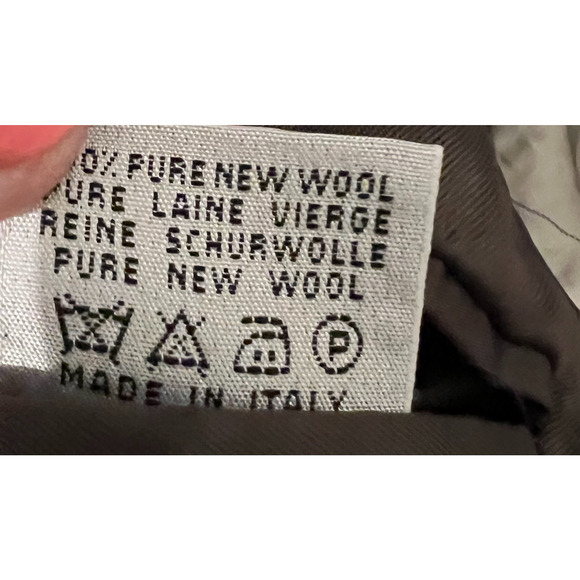 0% PURE NEW WOOL
PURE LAINE VIERGE
REINE SCHURWOLLE
PURE NEW WOOL
P
MADE IN ITALY